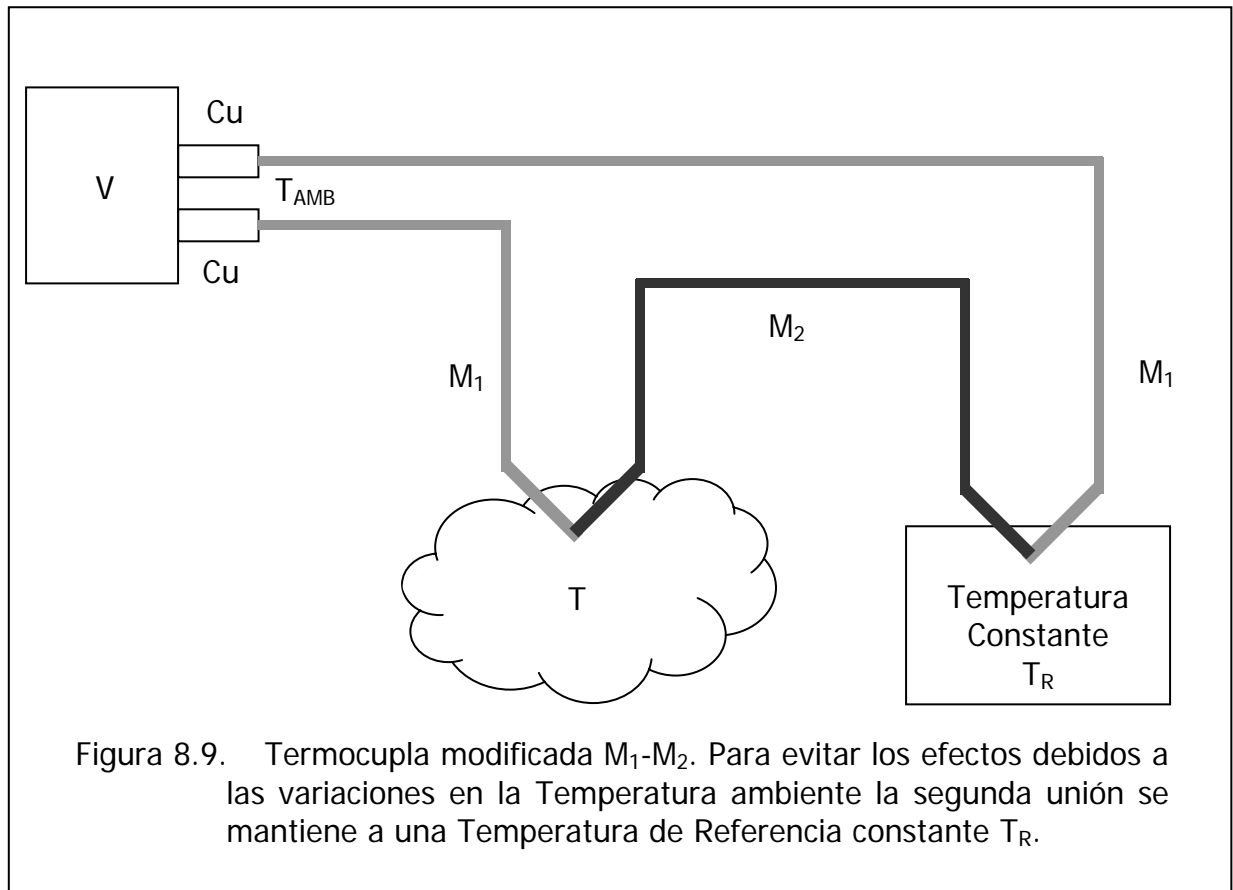 Cu
V
T_AMB
Cu
M₂
M₁
M₁
T
Temperatura
Constante
T_R
Figura 8.9. Termocupla modificada M₁-M₂. Para evitar los efectos debidos a
las variaciones en la Temperatura ambiente la segunda unión se
mantiene a una Temperatura de Referencia constante T_R.